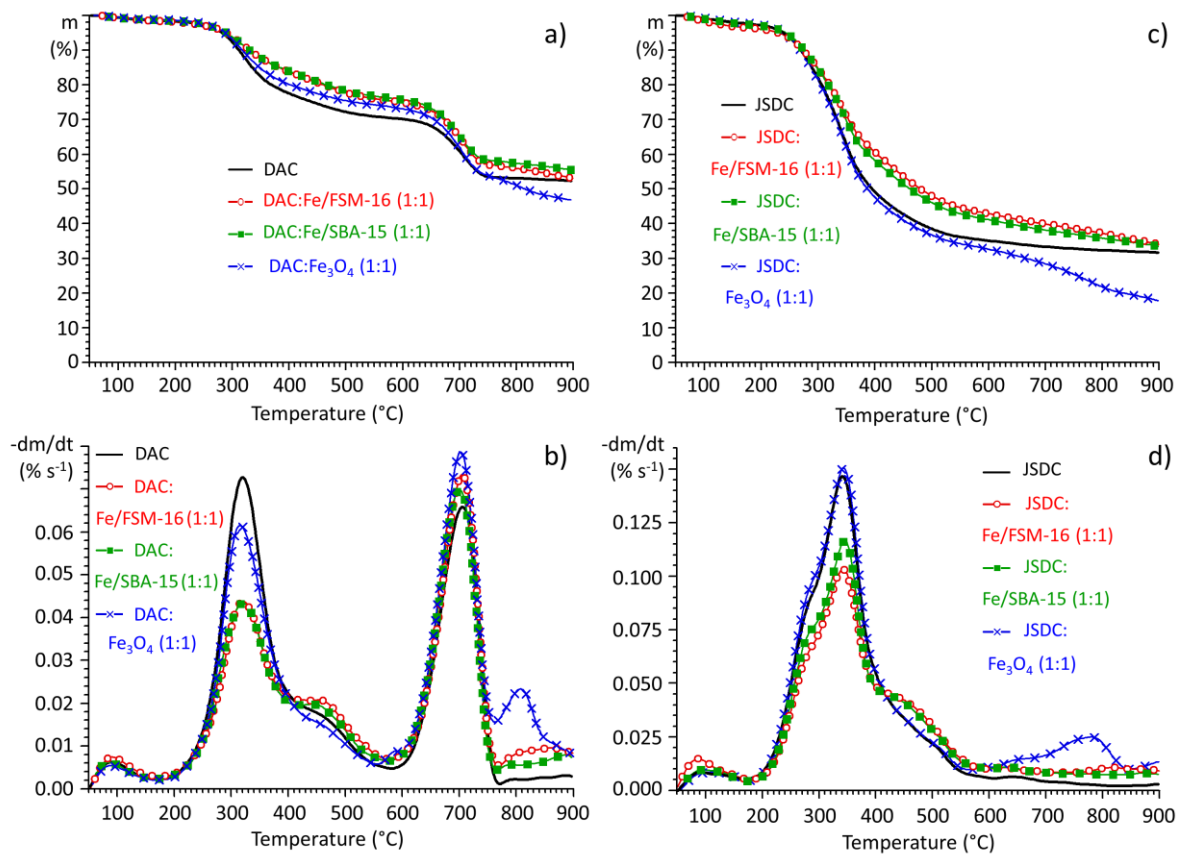 m
(%)
80
70
60
50
40
30
20
10
0
a)
DAC
DAC:Fe/FSM-16 (1:1)
DAC:Fe/SBA-15 (1:1)
DAC:Fe₃O₄ (1:1)
100 200 300 400 500 600 700 800 900
Temperature (°C)
m
(%)
80
70
60
50
40
30
20
10
0
c)
JSDC
JSDC:
Fe/FSM-16 (1:1)
JSDC:
Fe/SBA-15 (1:1)
JSDC:
Fe₃O₄ (1:1)
100 200 300 400 500 600 700 800 900
Temperature (°C)
-dm/dt
(% s⁻¹)
0.06
0.05
0.04
0.03
0.02
0.01
0.00
b)
DAC
DAC:
Fe/FSM-16 (1:1)
DAC:
Fe/SBA-15 (1:1)
DAC:
Fe₃O₄ (1:1)
100 200 300 400 500 600 700 800 900
Temperature (°C)
-dm/dt
(% s⁻¹)
0.125
0.100
0.075
0.050
0.025
0.000
d)
JSDC
JSDC:
Fe/FSM-16 (1:1)
JSDC:
Fe/SBA-15 (1:1)
JSDC:
Fe₃O₄ (1:1)
100 200 300 400 500 600 700 800 900
Temperature (°C)